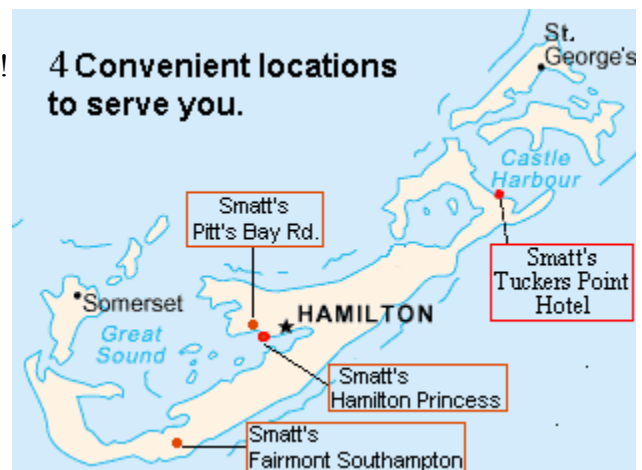 !
4 Convenient locations
to serve you.
St.
George's
Castle
Harbour
Smatt's
Pitt's Bay Rd.
Smatt's
Tuckers Point
Hotel
Somerset
HAMILTON
Great
Sound
Smatt's
Hamilton Princess
Smatt's
Fairmont Southampton